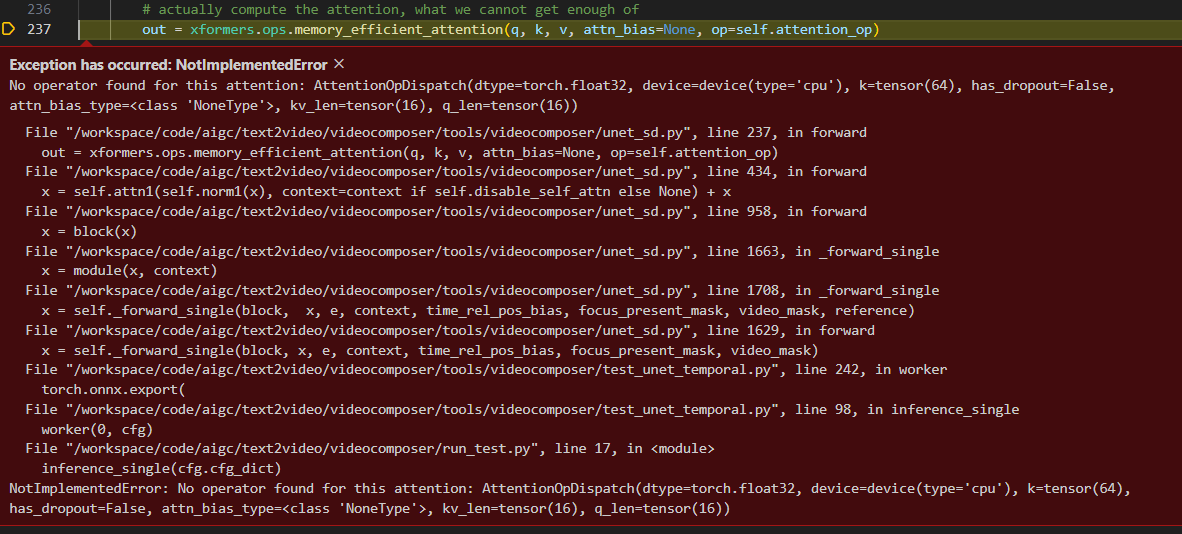 236 # actually compute the attention, what we cannot get enough of
237 out = xformers.ops.memory_efficient_attention(q, k, v, attn_bias=None, op=self.attention_op)
Exception has occurred: NotImplementedError ×
No operator found for this attention: AttentionOpDispatch(dtype=torch.float32, device=device(type='cpu'), k=tensor(64), has_dropout=False,
attn_bias_type=<class 'NoneType'>, kv_len=tensor(16), q_len=tensor(16))
File "/workspace/code/aigc/text2video/videocomposer/tools/videocomposer/unet_sd.py", line 237, in forward
out = xformers.ops.memory_efficient_attention(q, k, v, attn_bias=None, op=self.attention_op)
File "/workspace/code/aigc/text2video/videocomposer/tools/videocomposer/unet_sd.py", line 434, in forward
x = self.attn1(self.norm1(x), context=context if self.disable_self_attn else None) + x
File "/workspace/code/aigc/text2video/videocomposer/tools/videocomposer/unet_sd.py", line 958, in forward
x = block(x)
File "/workspace/code/aigc/text2video/videocomposer/tools/videocomposer/unet_sd.py", line 1663, in _forward_single
x = module(x, context)
File "/workspace/code/aigc/text2video/videocomposer/tools/videocomposer/unet_sd.py", line 1708, in _forward_single
x = self._forward_single(block,  x, e, context, time_rel_pos_bias, focus_present_mask, video_mask, reference)
File "/workspace/code/aigc/text2video/videocomposer/tools/videocomposer/unet_sd.py", line 1629, in forward
x = self._forward_single(block, x, e, context, time_rel_pos_bias, focus_present_mask, video_mask)
File "/workspace/code/aigc/text2video/videocomposer/tools/videocomposer/test_unet_temporal.py", line 242, in worker
torch.onnx.export(
File "/workspace/code/aigc/text2video/videocomposer/tools/videocomposer/test_unet_temporal.py", line 98, in inference_single
worker(0, cfg)
File "/workspace/code/aigc/text2video/videocomposer/run_test.py", line 17, in <module>
inference_single(cfg.cfg_dict)
NotImplementedError: No operator found for this attention: AttentionOpDispatch(dtype=torch.float32, device=device(type='cpu'), k=tensor(64),
has_dropout=False, attn_bias_type=<class 'NoneType'>, kv_len=tensor(16), q_len=tensor(16))